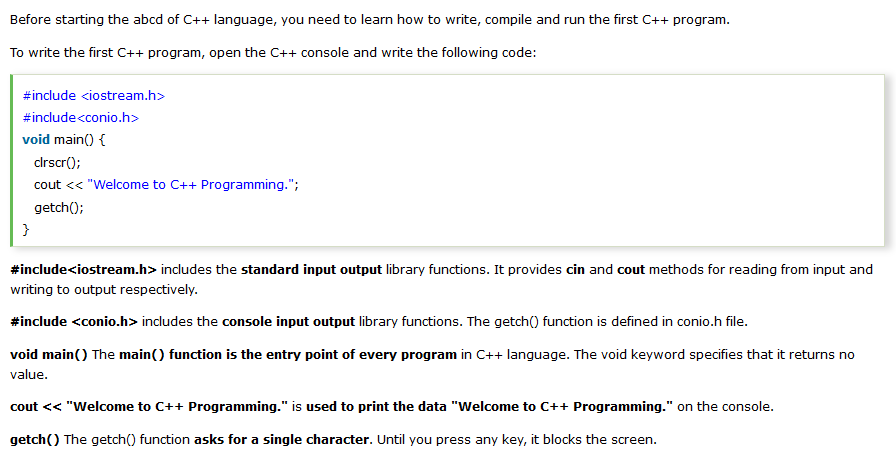 Before starting the abcd of C++ language, you need to learn how to write, compile and run the first C++ program.
To write the first C++ program, open the C++ console and write the following code:
#include <iostream.h>
#include<conio.h>
void main() {
clrscr();
cout << "Welcome to C++ Programming.";
getch();
}
#include<iostream.h> includes the standard input output library functions. It provides cin and cout methods for reading from input and
writing to output respectively.
#include <conio.h> includes the console input output library functions. The getch() function is defined in conio.h file.
void main() The main() function is the entry point of every program in C++ language. The void keyword specifies that it returns no
value.
cout << "Welcome to C++ Programming." is used to print the data "Welcome to C++ Programming." on the console.
getch() The getch() function asks for a single character. Until you press any key, it blocks the screen.